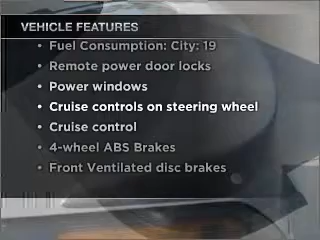 VEHICLE FEATURES
• Fuel Consumption: City: 19
• Remote power door locks
• Power windows
• Cruise controls on steering wheel
• Cruise control
• 4-wheel ABS Brakes
• Front Ventilated disc brakes